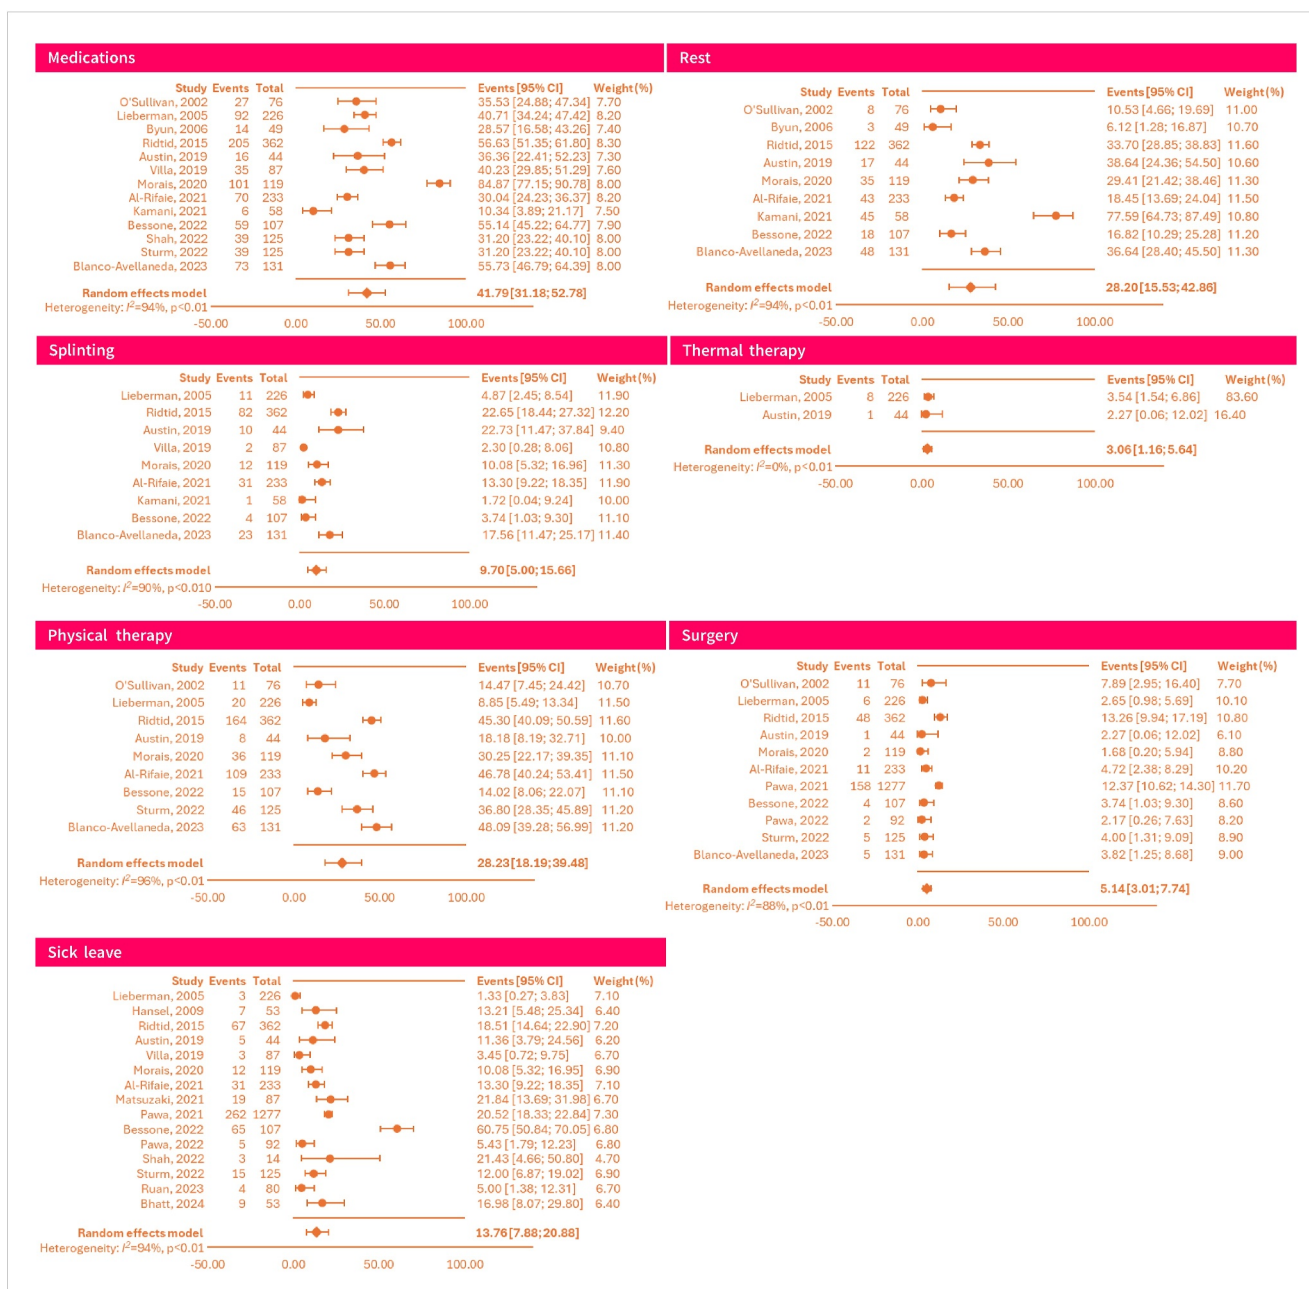 Medications
Study Events Total Events [95% CI] Weight(%)
O'Sullivan, 2002 27 76 35.53 [24.88; 47.34] 7.70
Lieberman, 2005 92 226 40.71 [34.24; 47.42] 8.20
Byun, 2006 14 49 28.57 [16.58; 43.26] 7.40
Ridtid, 2015 205 362 56.63 [51.35; 61.80] 8.30
Austin, 2019 16 44 36.36 [22.41; 52.23] 7.30
Villa, 2019 35 87 40.23 [29.85; 51.29] 7.60
Morais, 2020 101 119 84.87 [77.15; 90.78] 8.00
Al-Rifaie, 2021 70 233 30.04 [24.23; 36.37] 8.20
Kamani, 2021 6 58 10.34 [3.89; 21.17] 7.50
Bessone, 2022 59 107 55.14 [45.22; 64.77] 7.90
Shah, 2022 39 125 31.20 [23.22; 40.10] 8.00
Sturm, 2022 39 125 31.20 [23.22; 40.10] 8.00
Blanco-Avellaneda, 2023 73 131 55.73 [46.79; 64.39] 8.00
Random effects model 41.79 [31.18; 52.78]
Heterogeneity: I²=94%, p<0.01
-50.00 0.00 50.00 100.00
Rest
Study Events Total Events [95% CI] Weight(%)
O'Sullivan, 2002 8 76 10.53 [4.66; 19.69] 11.00
Byun, 2006 3 49 6.12 [1.28; 16.87] 10.70
Ridtid, 2015 122 362 33.70 [28.85; 38.83] 11.60
Austin, 2019 17 44 38.64 [24.36; 54.50] 10.60
Morais, 2020 35 119 29.41 [21.42; 38.46] 11.30
Al-Rifaie, 2021 43 233 18.45 [13.69; 24.04] 11.50
Kamani, 2021 45 58 77.59 [64.73; 87.49] 10.80
Bessone, 2022 18 107 16.82 [10.29; 25.28] 11.20
Blanco-Avellaneda, 2023 48 131 36.64 [28.40; 45.50] 11.30
Random effects model 28.20 [15.53; 42.86]
Heterogeneity: I²=94%, p<0.01
-50.00 0.00 50.00 100.00
Splinting
Study Events Total Events [95% CI] Weight(%)
Lieberman, 2005 11 226 4.87 [2.45; 8.54] 11.90
Ridtid, 2015 82 362 22.65 [18.44; 27.32] 12.20
Austin, 2019 10 44 22.73 [11.47; 37.84] 9.40
Villa, 2019 2 87 2.30 [0.28; 8.06] 10.80
Morais, 2020 12 119 10.08 [5.32; 16.96] 11.30
Al-Rifaie, 2021 31 233 13.30 [9.22; 18.35] 11.90
Kamani, 2021 1 58 1.72 [0.04; 9.24] 10.00
Bessone, 2022 4 107 3.74 [1.03; 9.30] 11.10
Blanco-Avellaneda, 2023 23 131 17.56 [11.47; 25.17] 11.40
Random effects model 9.70 [5.00; 15.66]
Heterogeneity: I²=90%, p<0.010
-50.00 0.00 50.00 100.00
Thermal therapy
Study Events Total Events [95% CI] Weight(%)
Lieberman, 2005 8 226 3.54 [1.54; 6.86] 83.60
Austin, 2019 1 44 2.27 [0.06; 12.02] 16.40
Random effects model 3.06 [1.16; 5.64]
Heterogeneity: I²=0%, p<0.01
-50.00 0.00 50.00 100.00
Physical therapy
Study Events Total Events [95% CI] Weight(%)
O'Sullivan, 2002 11 76 14.47 [7.45; 24.42] 10.70
Lieberman, 2005 20 226 8.85 [5.49; 13.34] 11.50
Ridtid, 2015 164 362 45.30 [40.09; 50.59] 11.60
Austin, 2019 8 44 18.18 [8.19; 32.71] 10.00
Morais, 2020 36 119 30.25 [22.17; 39.35] 11.10
Al-Rifaie, 2021 109 233 46.78 [40.24; 53.41] 11.50
Bessone, 2022 15 107 14.02 [8.06; 22.07] 11.10
Sturm, 2022 46 125 36.80 [28.35; 45.89] 11.20
Blanco-Avellaneda, 2023 63 131 48.09 [39.28; 56.99] 11.20
Random effects model 28.23 [18.19; 39.48]
Heterogeneity: I²=96%, p<0.01
-50.00 0.00 50.00 100.00
Surgery
Study Events Total Events [95% CI] Weight(%)
O'Sullivan, 2002 11 76 7.89 [2.95; 16.40] 7.70
Lieberman, 2005 6 226 2.65 [0.98; 5.69] 10.10
Ridtid, 2015 48 362 13.26 [9.94; 17.19] 10.80
Austin, 2019 1 44 2.27 [0.06; 12.02] 6.10
Morais, 2020 2 119 1.68 [0.20; 5.94] 8.80
Al-Rifaie, 2021 11 233 4.72 [2.38; 8.29] 10.20
Pawa, 2021 158 1277 12.37 [10.62; 14.30] 11.70
Bessone, 2022 4 107 3.74 [1.03; 9.30] 8.60
Pawa, 2022 2 92 2.17 [0.26; 7.63] 8.20
Sturm, 2022 5 125 4.00 [1.31; 9.09] 8.90
Blanco-Avellaneda, 2023 5 131 3.82 [1.25; 8.68] 9.00
Random effects model 5.14 [3.01; 7.74]
Heterogeneity: I²=88%, p<0.01
-50.00 0.00 50.00 100.00
Sick leave
Study Events Total Events [95% CI] Weight(%)
Lieberman, 2005 3 226 1.33 [0.27; 3.83] 7.10
Hansel, 2009 7 53 13.21 [5.48; 25.34] 6.40
Ridtid, 2015 67 362 18.51 [14.64; 22.90] 7.20
Austin, 2019 5 44 11.36 [3.79; 24.56] 6.20
Villa, 2019 3 87 3.45 [0.72; 9.75] 6.70
Morais, 2020 12 119 10.08 [5.32; 16.95] 6.90
Al-Rifaie, 2021 31 233 13.30 [9.22; 18.35] 7.10
Matsuzaki, 2021 19 87 21.84 [13.69; 31.98] 6.70
Pawa, 2021 262 1277 20.52 [18.33; 22.84] 7.30
Bessone, 2022 65 107 60.75 [50.84; 70.05] 6.80
Pawa, 2022 5 92 5.43 [1.79; 12.23] 6.80
Shah, 2022 3 14 21.43 [4.66; 50.80] 4.70
Sturm, 2022 15 125 12.00 [6.87; 19.02] 6.90
Ruan, 2023 4 80 5.00 [1.38; 12.31] 6.70
Bhatt, 2024 9 53 16.98 [8.07; 29.80] 6.40
Random effects model 13.76 [7.88; 20.88]
Heterogeneity: I²=94%, p<0.01
-50.00 0.00 50.00 100.00